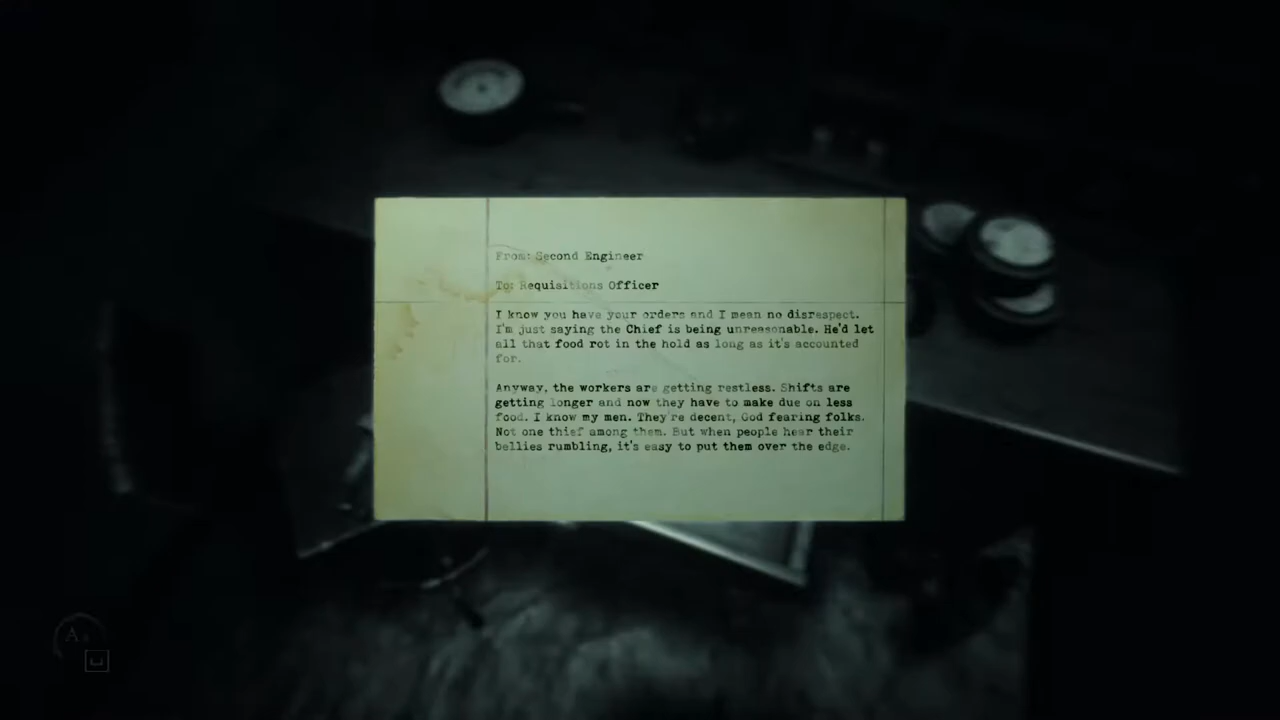 From: Second Engineer
To: Requisitions Officer
I know you have your orders and I mean no disrespect.
I'm just saying the Chief is being unreasonable. He'd let
all that food rot in the hold as long as it's accounted
for.
Anyway, the workers are getting restless. Shifts are
getting longer and now they have to make due on less
food. I know my men. They're decent, God fearing folks.
Not one thief among them. But when people hear their
bellies rumbling, it's easy to put them over the edge.
A